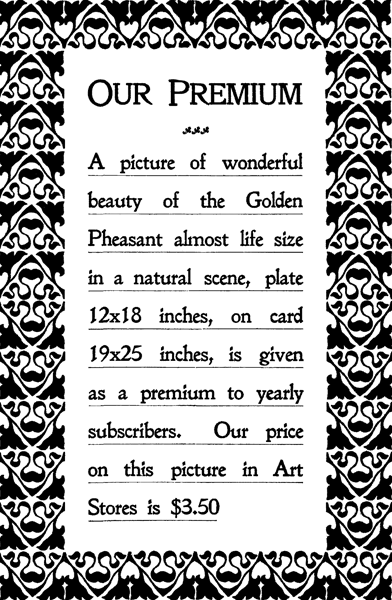 OUR PREMIUM
A picture of wonderful
beauty of the Golden
Pheasant almost life size
in a natural scene, plate
12x18 inches, on card
19x25 inches, is given
as a premium to yearly
subscribers. Our price
on this picture in Art
Stores is $3.50